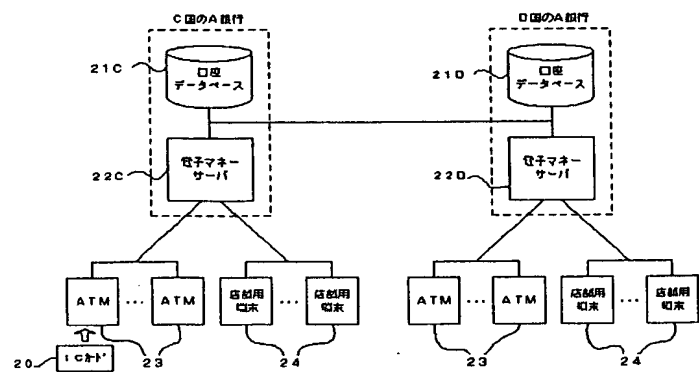 C国のA銀行
D国のA銀行
21C
口座
データベース
21D
口座
データベース
22C
電子マネー
サーバ
22D
電子マネー
サーバ
ATM ... ATM
店舗用
端末
...
店舗用
端末
ATM ... ATM
店舗用
端末
...
店舗用
端末
20
ICカード
23
24
23
24